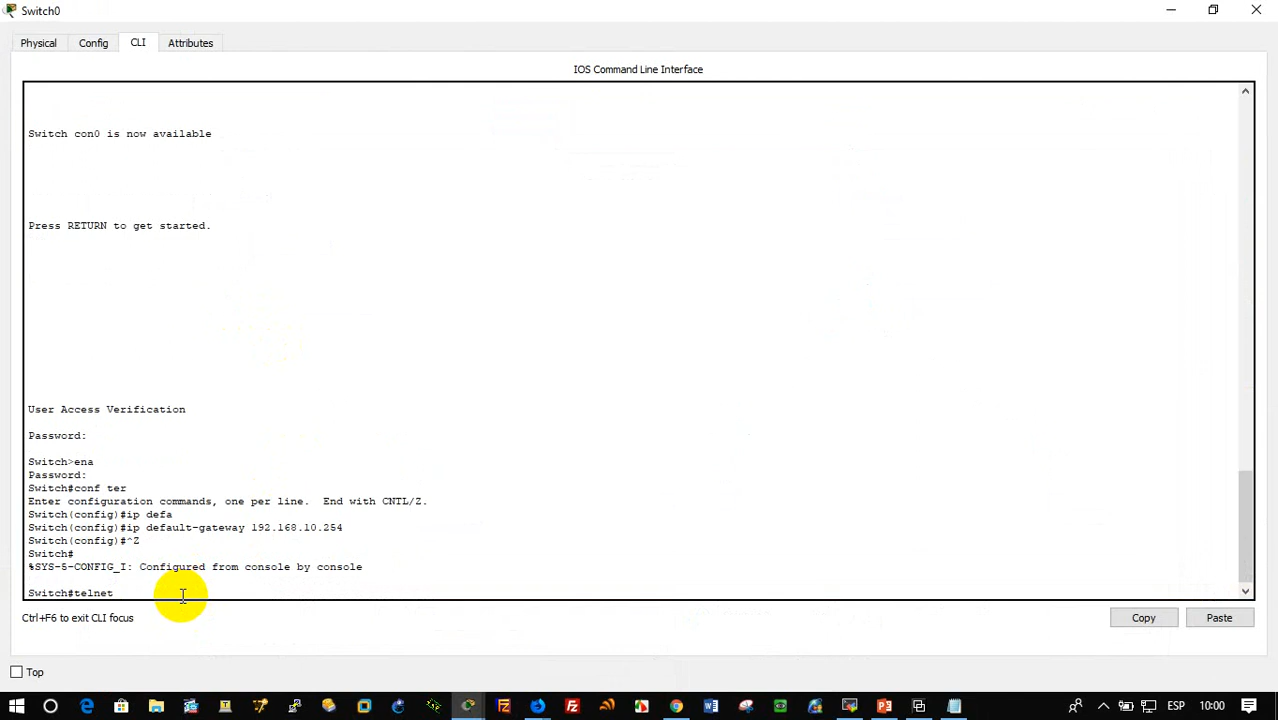 Switch0
Physical
Config
CLI
Attributes
IOS Command Line Interface
Switch con0 is now available
Press RETURN to get started.
User Access Verification
Password:
Switch>ena
Password:
Switch#conf ter
Enter configuration commands, one per line.  End with CNTL/Z.
Switch(config)#ip defa
Switch(config)#ip default-gateway 192.168.10.254
Switch(config)#^Z
Switch#
%SYS-5-CONFIG_I: Configured from console by console
Switch#telnet
Ctrl+F6 to exit CLI focus
Copy
Paste
Top
ESP
10:00